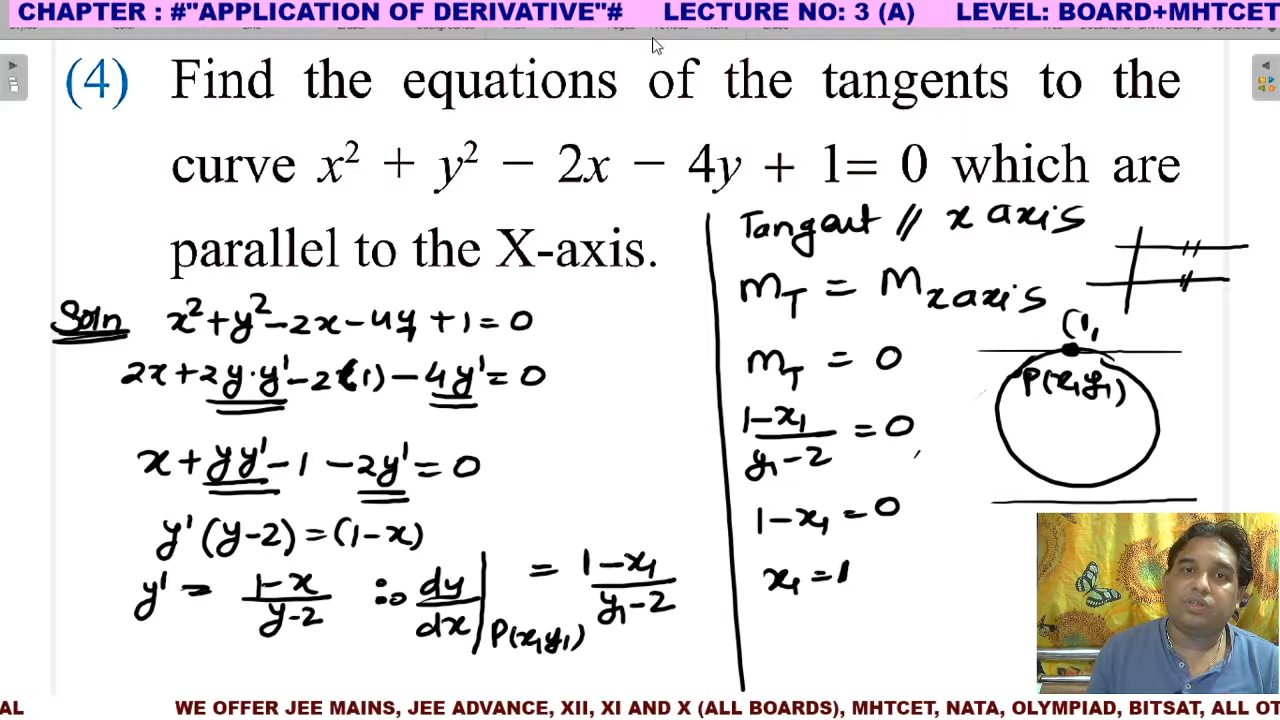 CHAPTER : #"APPLICATION OF DERIVATIVE"# LECTURE NO: 3 (A) LEVEL: BOARD+MHTCET
(4) Find the equations of the tangents to the
curve x² + y² − 2x − 4y + 1= 0 which are
parallel to the X-axis.
Soln x²+y²-2x-4y+1=0
2x+2y·y'-2(1)-4y'=0
x+yy'-1-2y'=0
y'(y-2)=(1-x)
y' = 1-x / y-2 ∴ dy/dx | P(x₁y₁) = 1-x₁ / y₁-2
Tangent // x axis
m_T = M_x axis
m_T = 0
1-x₁ / y₁-2 = 0
1-x₁ = 0
x₁ = 1
(1,
P(x₁y₁)
AL WE OFFER JEE MAINS, JEE ADVANCE, XII, XI AND X (ALL BOARDS), MHTCET, NATA, OLYMPIAD, BITSAT, ALL OT